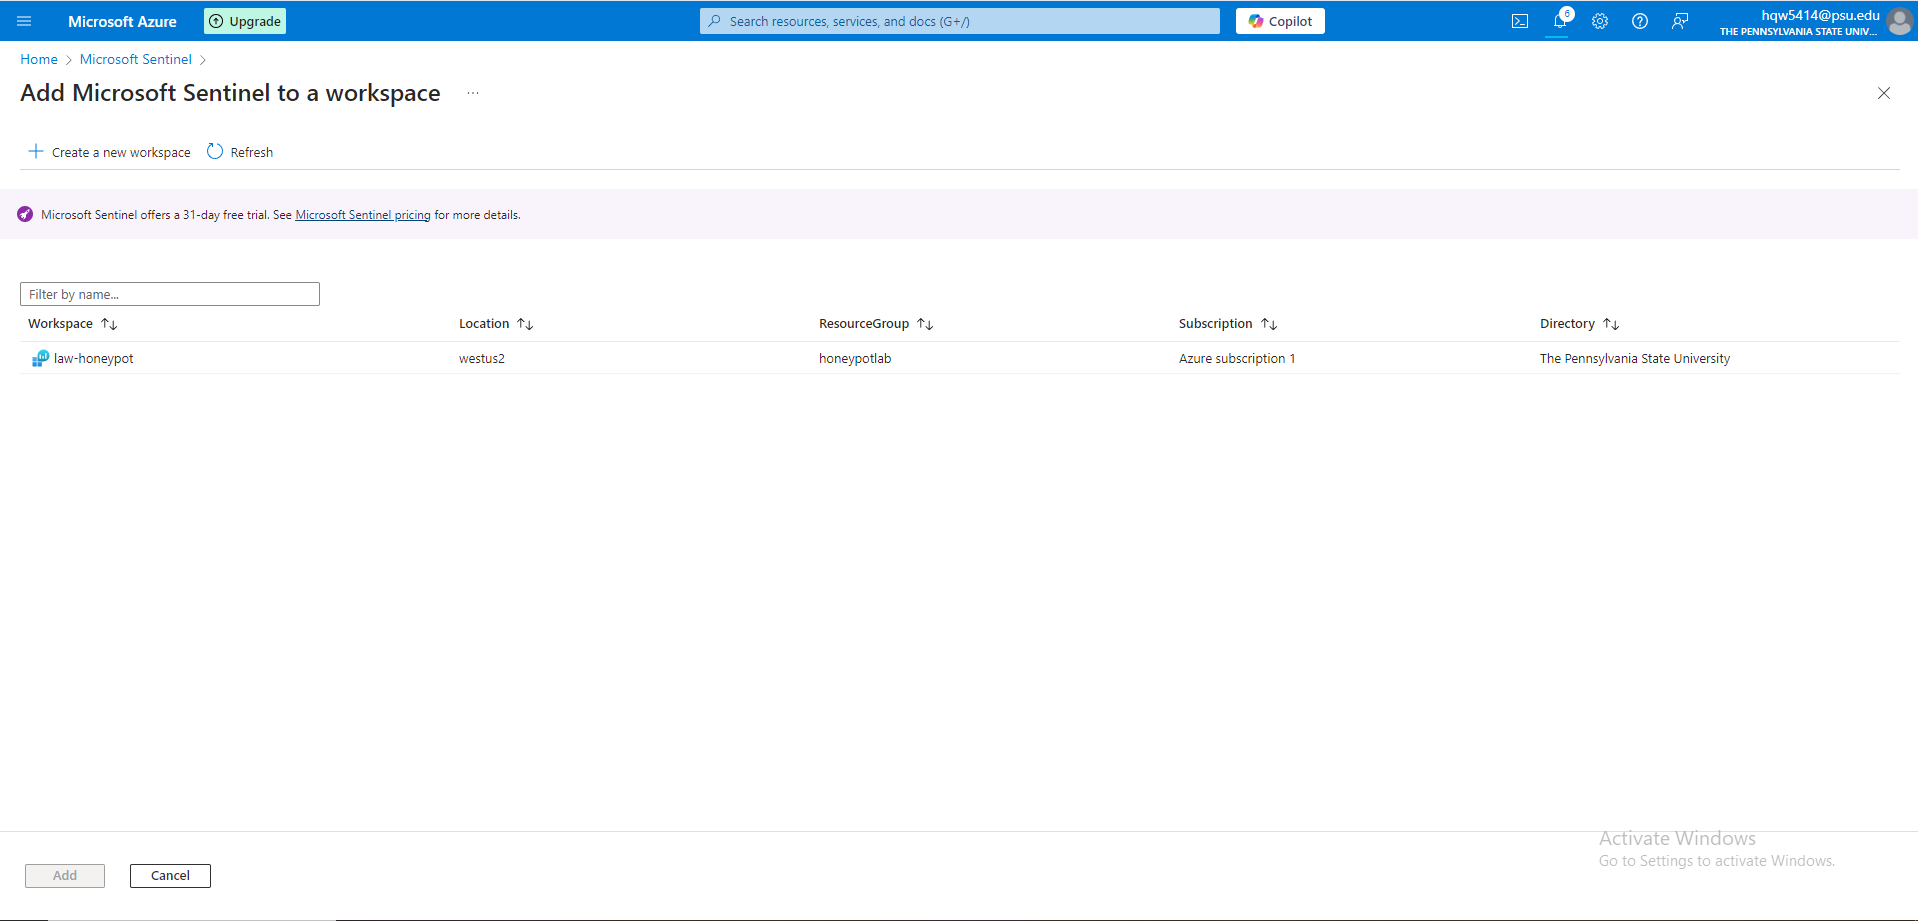 Microsoft Azure
Upgrade
Search resources, services, and docs (G+/)
Copilot
6
hqw5414@psu.edu
THE PENNSYLVANIA STATE UNIV...
Home > Microsoft Sentinel >
Add Microsoft Sentinel to a workspace ...
Create a new workspace
Refresh
Microsoft Sentinel offers a 31-day free trial. See Microsoft Sentinel pricing for more details.
Filter by name...
Workspace ↑↓ Location ↑↓ ResourceGroup ↑↓ Subscription ↑↓ Directory ↑↓
law-honeypot westus2 honeypotlab Azure subscription 1 The Pennsylvania State University
Activate Windows
Go to Settings to activate Windows.
Add
Cancel